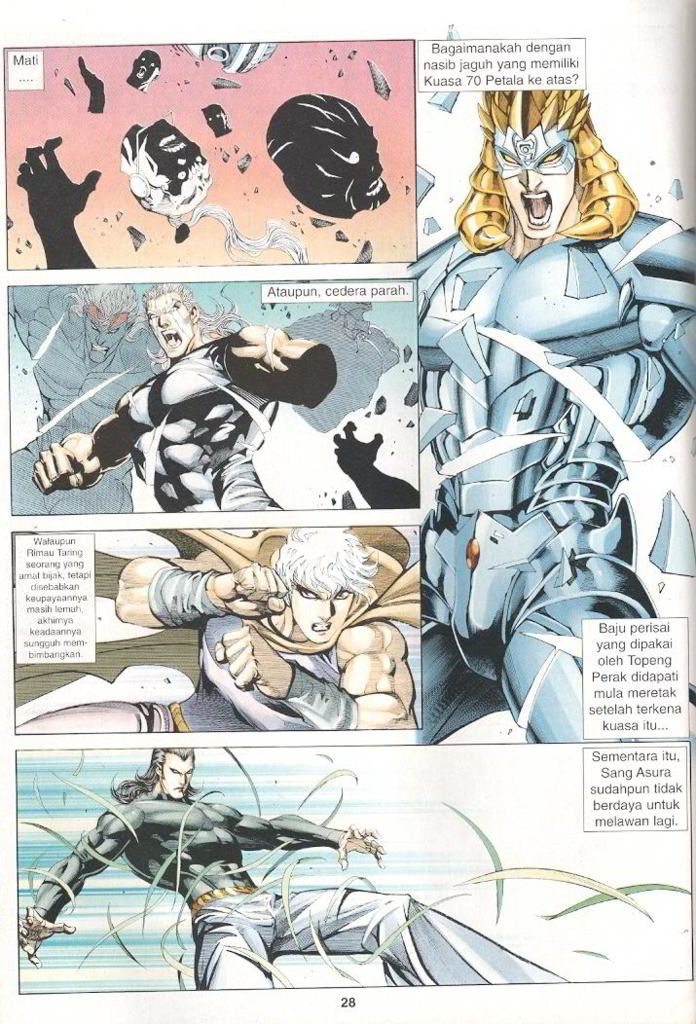 Mati
....
Bagaimanakah dengan
nasib jaguh yang memiliki
Kuasa 70 Petala ke atas?
Ataupun, cedera parah.
Walaupun
Rimau Taring
seorang yang
amat bijak, tetapi
disebabkan
keupayaannya
masih lemah,
akhirnya
keadaannya
sungguh mem-
bimbangkan.
Baju perisai
yang dipakai
oleh Topeng
Perak didapati
mula meretak
setelah terkena
kuasa itu...
Sementara itu,
Sang Asura
sudahpun tidak
berdaya untuk
melawan lagi.
28